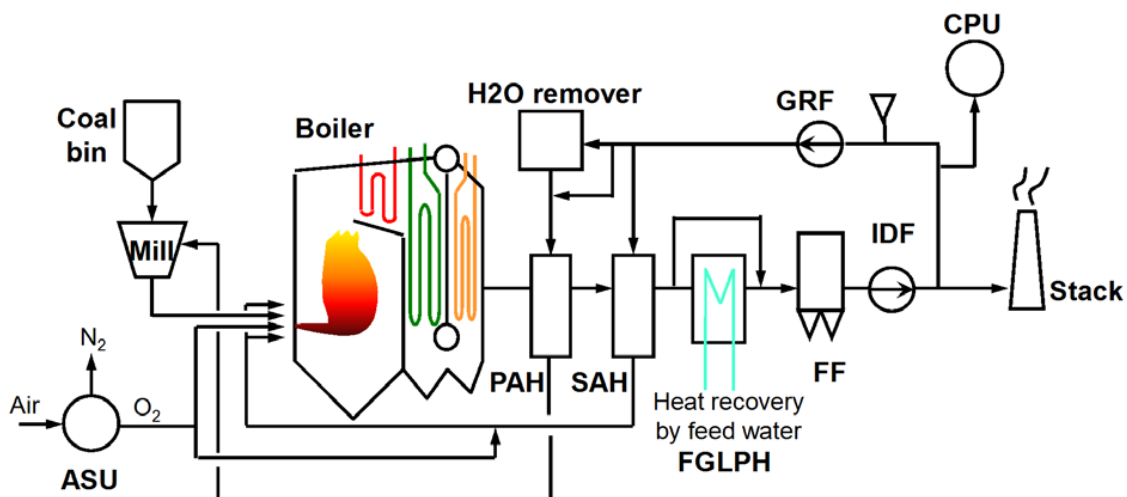 CPU
H2O remover
GRF
Coal
bin
Boiler
Mill
IDF
Stack
N2
PAH
SAH
FF
Air
O2
Heat recovery
by feed water
FGLPH
ASU